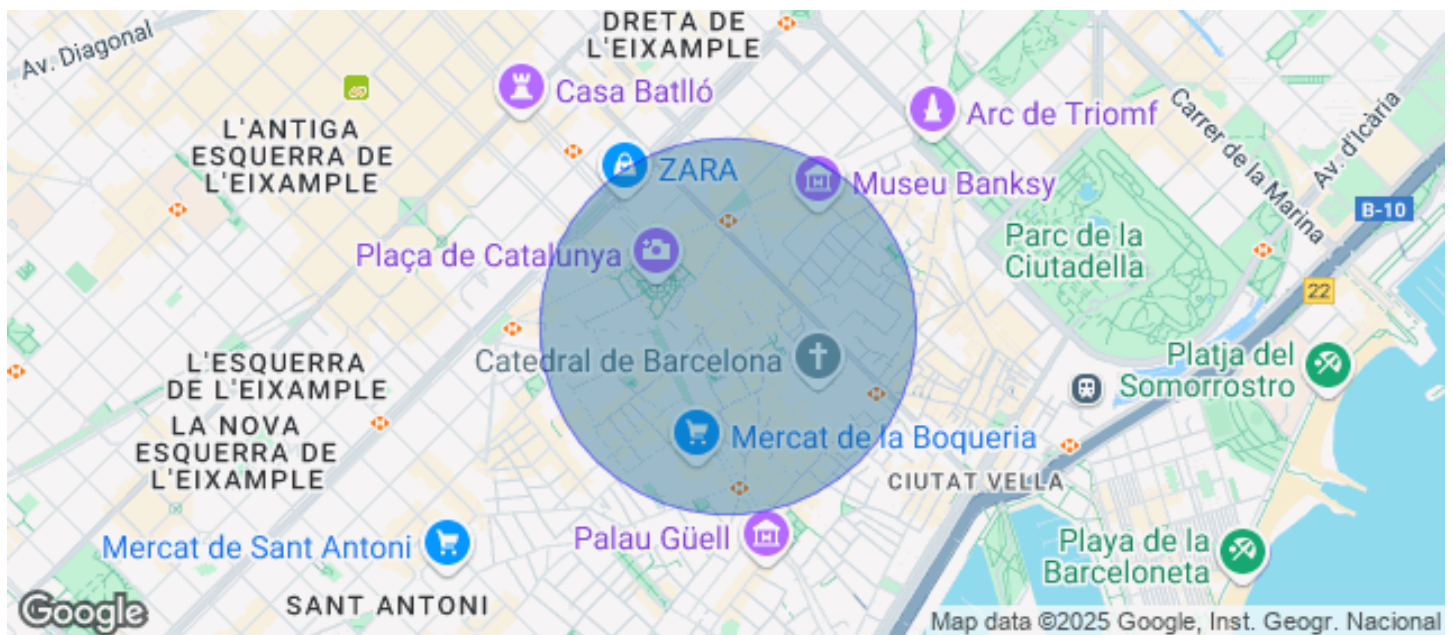 DRETA DE
L'EIXAMPLE
Av. Diagonal
Casa Batlló
Arc de Triomf
Carrer de la Marina
Av. d'Icària
L'ANTIGA
ESQUERRA DE
L'EIXAMPLE
ZARA
Museu Banksy
B-10
Plaça de Catalunya
Parc de la
Ciutadella
22
L'ESQUERRA
DE L'EIXAMPLE
Catedral de Barcelona
Platja del
Somorrostro
LA NOVA
ESQUERRA DE
L'EIXAMPLE
Mercat de la Boqueria
CIUTAT VELLA
Mercat de Sant Antoni
Palau Güell
Playa de la
Barceloneta
SANT ANTONI
Google
Map data ©2025 Google, Inst. Geogr. Nacional